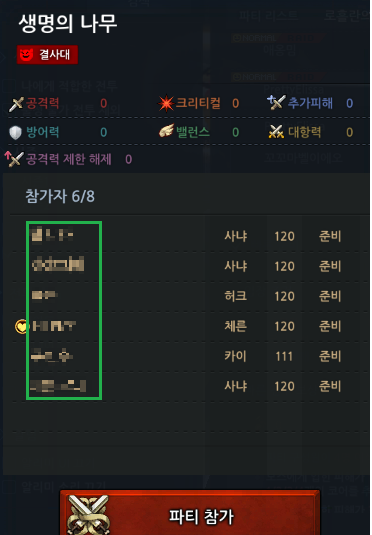 생명의 나무
결사대
공격력 0 크리티컬 0 추가피해 0
방어력 0 밸런스 0 대항력 0
공격력 제한 해제 0
참가자 6/8
사냐 120 준비
사냐 120 준비
허크 120 준비
체른 120 준비
카이 111 준비
사냐 120 준비
파티 참가